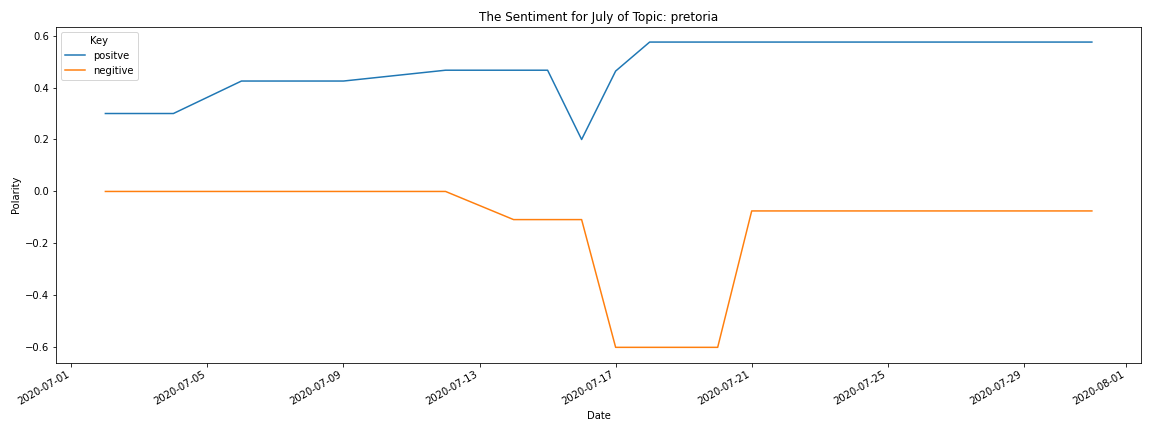 The Sentiment for July of Topic: pretoria
Key
positve
negitive
Polarity
0.6
0.4
0.2
0.0
−0.2
−0.4
−0.6
2020-07-01
2020-07-05
2020-07-09
2020-07-13
2020-07-17
2020-07-21
2020-07-25
2020-07-29
2020-08-01
Date